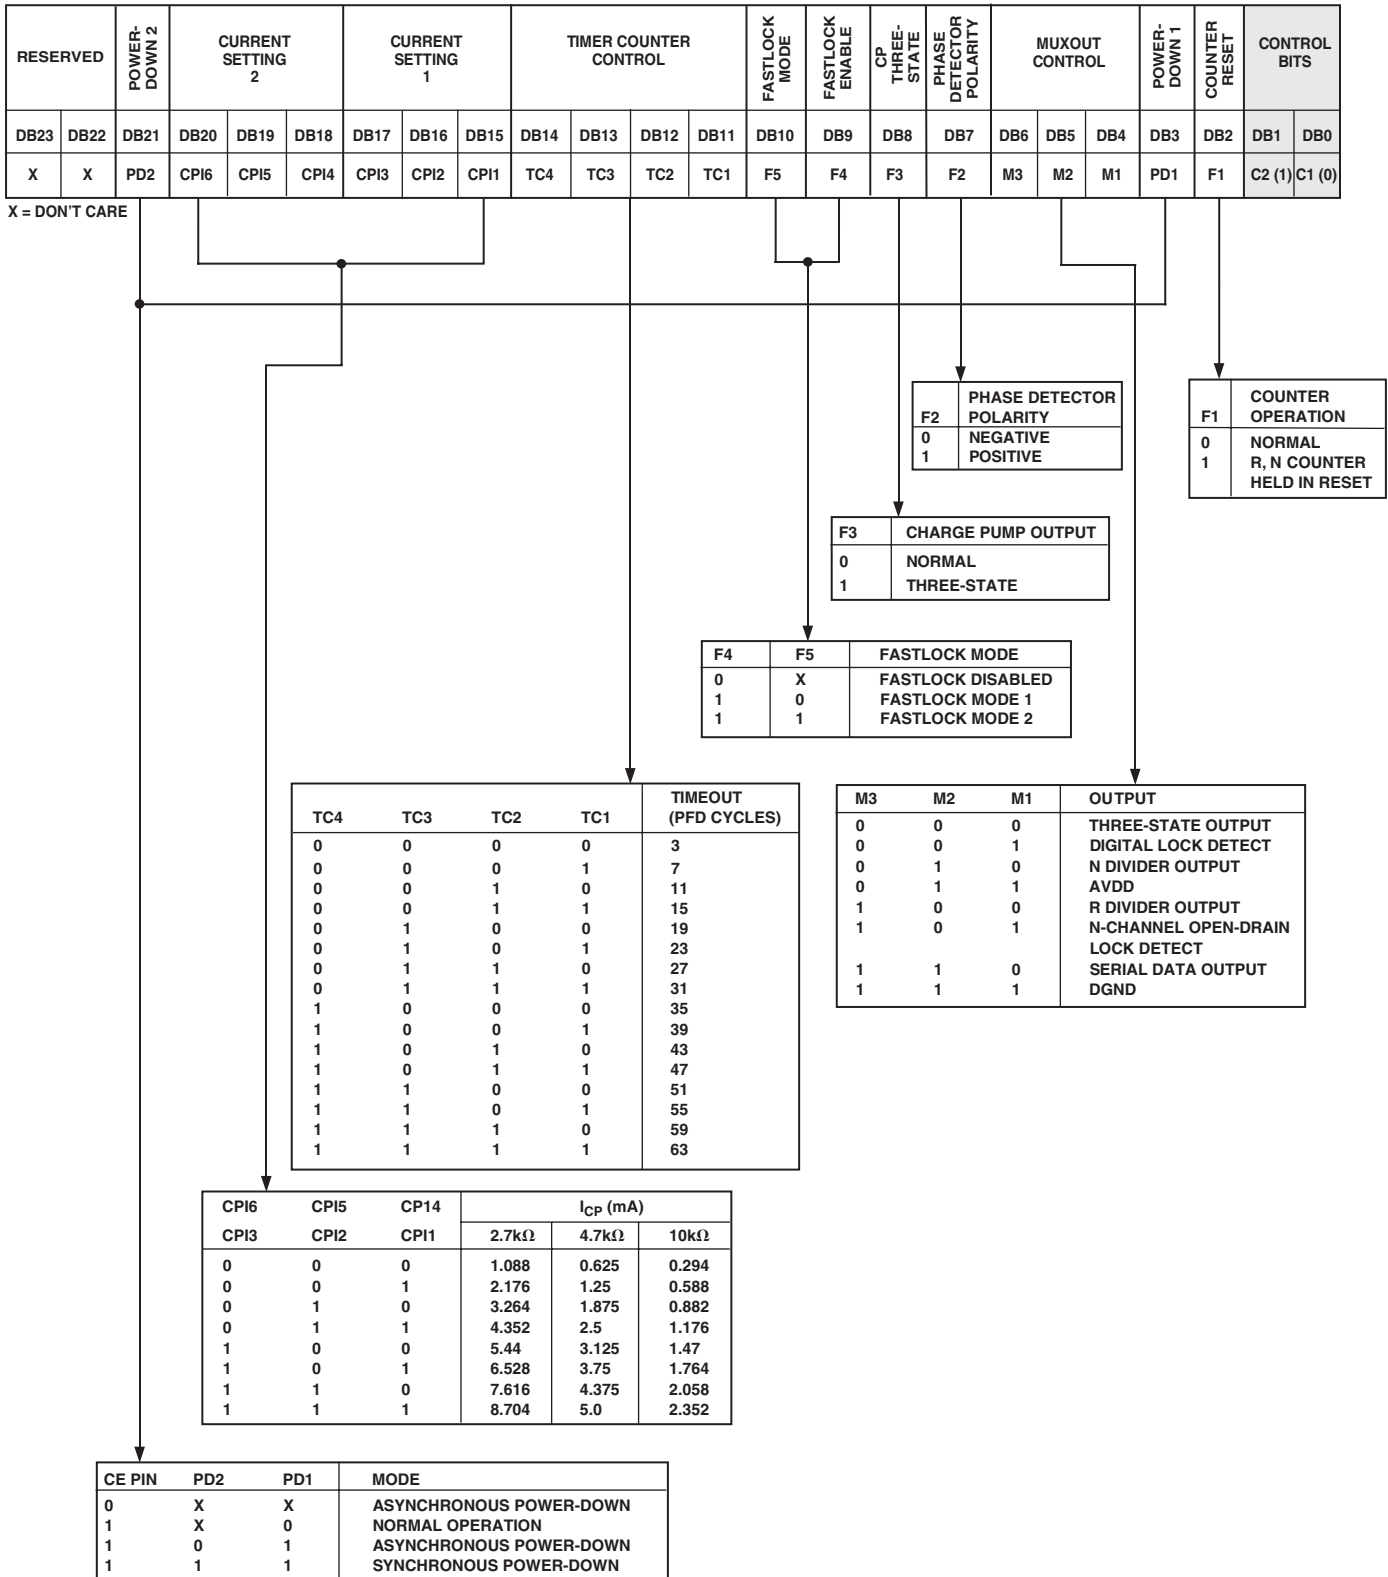 RESERVED
POWER-
DOWN 2
CURRENT
SETTING
2
CURRENT
SETTING
1
TIMER COUNTER
CONTROL
FASTLOCK
MODE
FASTLOCK
ENABLE
CP
THREE-
STATE
PHASE
DETECTOR
POLARITY
MUXOUT
CONTROL
POWER-
DOWN 1
COUNTER
RESET
CONTROL
BITS
DB23 DB22 DB21 DB20 DB19 DB18 DB17 DB16 DB15 DB14 DB13 DB12 DB11 DB10 DB9 DB8 DB7 DB6 DB5 DB4 DB3 DB2 DB1 DB0
X X PD2 CPI6 CPI5 CPI4 CPI3 CPI2 CPI1 TC4 TC3 TC2 TC1 F5 F4 F3 F2 M3 M2 M1 PD1 F1 C2 (1) C1 (0)
X = DON'T CARE
PHASE DETECTOR
F2 POLARITY
0 NEGATIVE
1 POSITIVE
COUNTER
F1 OPERATION
0 NORMAL
1 R, N COUNTER
HELD IN RESET
F3 CHARGE PUMP OUTPUT
0 NORMAL
1 THREE-STATE
F4 F5 FASTLOCK MODE
0 X FASTLOCK DISABLED
1 0 FASTLOCK MODE 1
1 1 FASTLOCK MODE 2
TIMEOUT
TC4 TC3 TC2 TC1 (PFD CYCLES)
0 0 0 0 3
0 0 0 1 7
0 0 1 0 11
0 0 1 1 15
0 1 0 0 19
0 1 0 1 23
0 1 1 0 27
0 1 1 1 31
1 0 0 0 35
1 0 0 1 39
1 0 1 0 43
1 0 1 1 47
1 1 0 0 51
1 1 0 1 55
1 1 1 0 59
1 1 1 1 63
M3 M2 M1 OUTPUT
0 0 0 THREE-STATE OUTPUT
0 0 1 DIGITAL LOCK DETECT
0 1 0 N DIVIDER OUTPUT
0 1 1 AVDD
1 0 0 R DIVIDER OUTPUT
1 0 1 N-CHANNEL OPEN-DRAIN
LOCK DETECT
1 1 0 SERIAL DATA OUTPUT
1 1 1 DGND
CPI6 CPI5 CP14 ICP (mA)
CPI3 CPI2 CPI1 2.7kΩ 4.7kΩ 10kΩ
0 0 0 1.088 0.625 0.294
0 0 1 2.176 1.25 0.588
0 1 0 3.264 1.875 0.882
0 1 1 4.352 2.5 1.176
1 0 0 5.44 3.125 1.47
1 0 1 6.528 3.75 1.764
1 1 0 7.616 4.375 2.058
1 1 1 8.704 5.0 2.352
CE PIN PD2 PD1 MODE
0 X X ASYNCHRONOUS POWER-DOWN
1 X 0 NORMAL OPERATION
1 0 1 ASYNCHRONOUS POWER-DOWN
1 1 1 SYNCHRONOUS POWER-DOWN